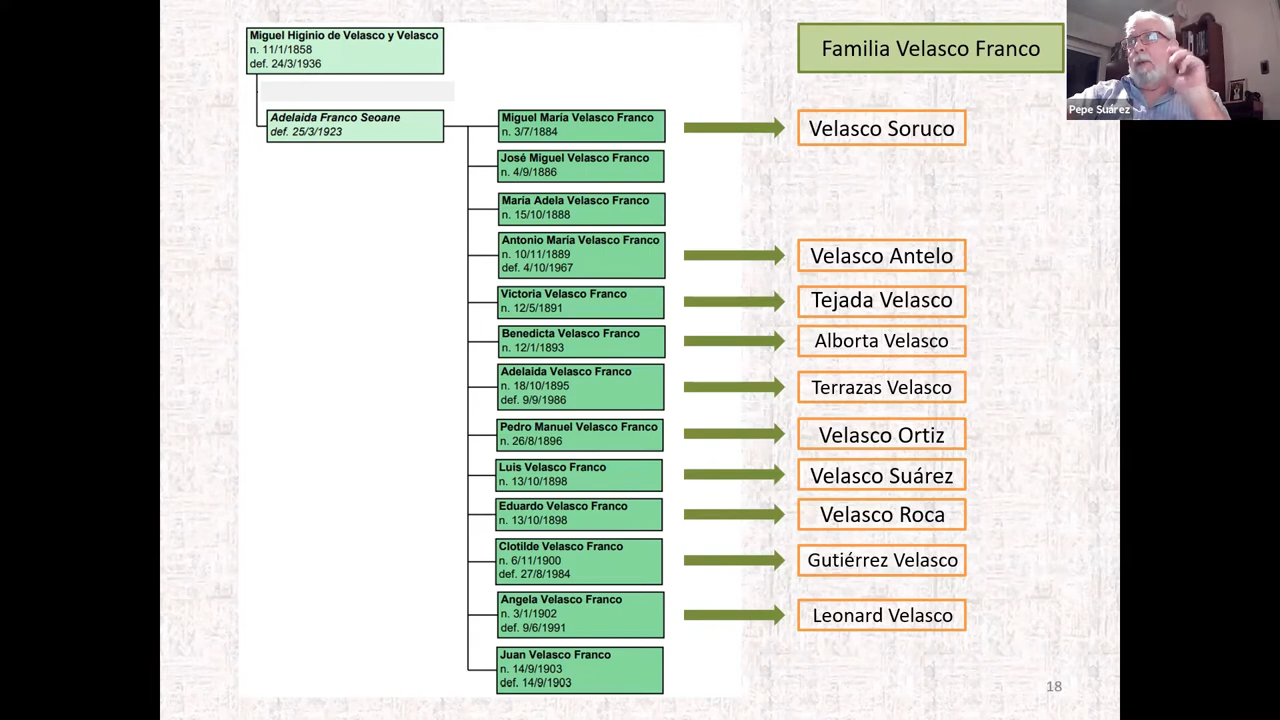 Miguel Higinio de Velasco y Velasco
n. 11/1/1858
def. 24/3/1936
Familia Velasco Franco
Pepe Suárez
Adelaida Franco Seoane
def. 25/3/1923
Miguel María Velasco Franco
n. 3/7/1884
Velasco Soruco
José Miguel Velasco Franco
n. 4/9/1886
María Adela Velasco Franco
n. 15/10/1888
Antonio María Velasco Franco
n. 10/11/1889
def. 4/10/1967
Velasco Antelo
Victoria Velasco Franco
n. 12/5/1891
Tejada Velasco
Benedicta Velasco Franco
n. 12/1/1893
Alborta Velasco
Adelaida Velasco Franco
n. 18/10/1895
def. 9/9/1986
Terrazas Velasco
Pedro Manuel Velasco Franco
n. 26/8/1896
Velasco Ortiz
Luis Velasco Franco
n. 13/10/1898
Velasco Suárez
Eduardo Velasco Franco
n. 13/10/1898
Velasco Roca
Clotilde Velasco Franco
n. 6/11/1900
def. 27/8/1984
Gutiérrez Velasco
Angela Velasco Franco
n. 3/1/1902
def. 9/6/1991
Leonard Velasco
Juan Velasco Franco
n. 14/9/1903
def. 14/9/1903
18